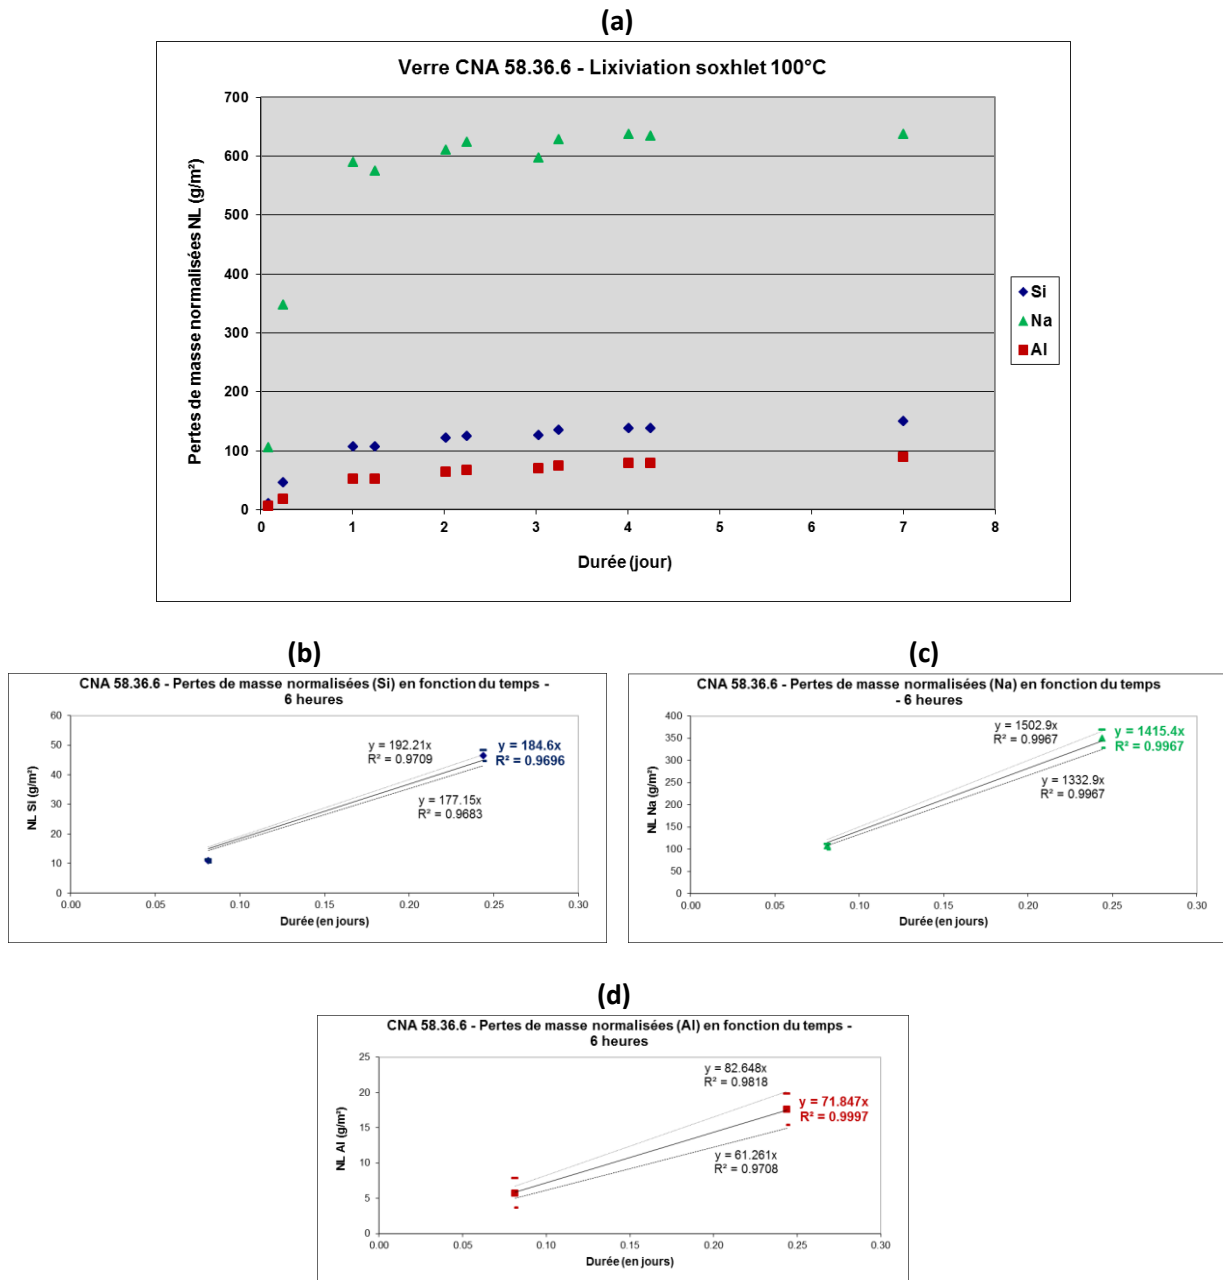 (a)
Verre CNA 58.36.6 - Lixiviation soxhlet 100°C
Pertes de masse normalisées NL (g/m²)
700
600
500
400
300
200
100
0
0 1 2 3 4 5 6 7 8
Durée (jour)
Si
Na
Al
(b)
CNA 58.36.6 - Pertes de masse normalisées (Si) en fonction du temps -
6 heures
NL Si (g/m²)
60
50
40
30
20
10
0
y = 192.21x
R² = 0.9709
y = 184.6x
R² = 0.9696
y = 177.15x
R² = 0.9683
0.00 0.05 0.10 0.15 0.20 0.25 0.30
Durée (en jours)
(c)
CNA 58.36.6 - Pertes de masse normalisées (Na) en fonction du temps
- 6 heures
NL Na (g/m²)
400
350
300
250
200
150
100
50
0
y = 1502.9x
R² = 0.9967
y = 1415.4x
R² = 0.9967
y = 1332.9x
R² = 0.9967
0.00 0.05 0.10 0.15 0.20 0.25 0.30
Durée (en jours)
(d)
CNA 58.36.6 - Pertes de masse normalisées (Al) en fonction du temps -
6 heures
NL Al (g/m²)
25
20
15
10
5
0
y = 82.648x
R² = 0.9818
y = 71.847x
R² = 0.9997
y = 61.261x
R² = 0.9708
0.00 0.05 0.10 0.15 0.20 0.25 0.30
Durée (en jours)